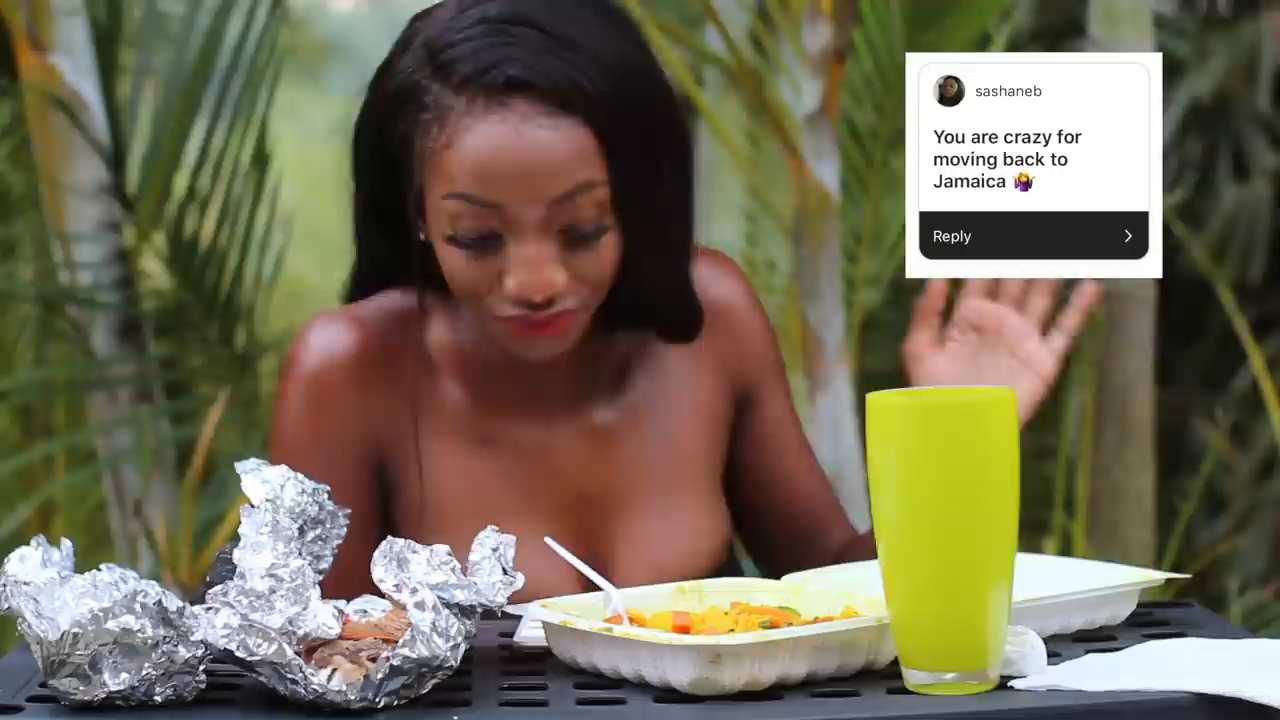 sashaneb
You are crazy for
moving back to
Jamaica 🤷‍♀️
Reply